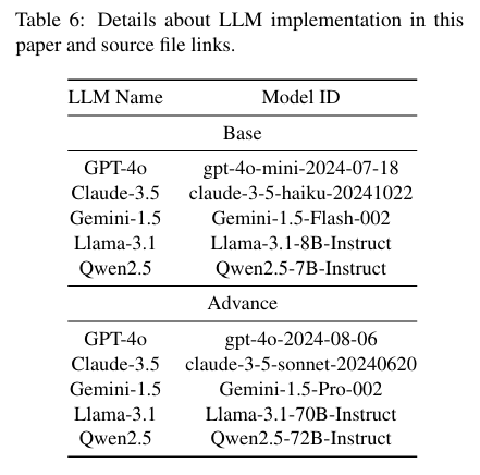 Table 6: Details about LLM implementation in this
paper and source file links.
LLM Name Model ID
Base
GPT-4o gpt-4o-mini-2024-07-18
Claude-3.5 claude-3-5-haiku-20241022
Gemini-1.5 Gemini-1.5-Flash-002
Llama-3.1 Llama-3.1-8B-Instruct
Qwen2.5 Qwen2.5-7B-Instruct
Advance
GPT-4o gpt-4o-2024-08-06
Claude-3.5 claude-3-5-sonnet-20240620
Gemini-1.5 Gemini-1.5-Pro-002
Llama-3.1 Llama-3.1-70B-Instruct
Qwen2.5 Qwen2.5-72B-Instruct